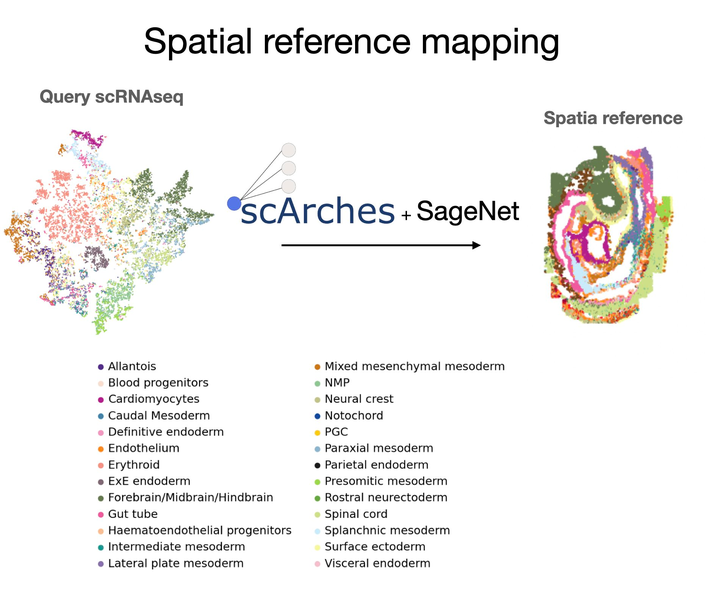 Spatial reference mapping
Query scRNAseq
Spatia reference
scArches + SageNet
Allantois
Blood progenitors
Cardiomyocytes
Caudal Mesoderm
Definitive endoderm
Endothelium
Erythroid
ExE endoderm
Forebrain/Midbrain/Hindbrain
Gut tube
Haematoendothelial progenitors
Intermediate mesoderm
Lateral plate mesoderm
Mixed mesenchymal mesoderm
NMP
Neural crest
Notochord
PGC
Paraxial mesoderm
Parietal endoderm
Presomitic mesoderm
Rostral neurectoderm
Spinal cord
Splanchnic mesoderm
Surface ectoderm
Visceral endoderm